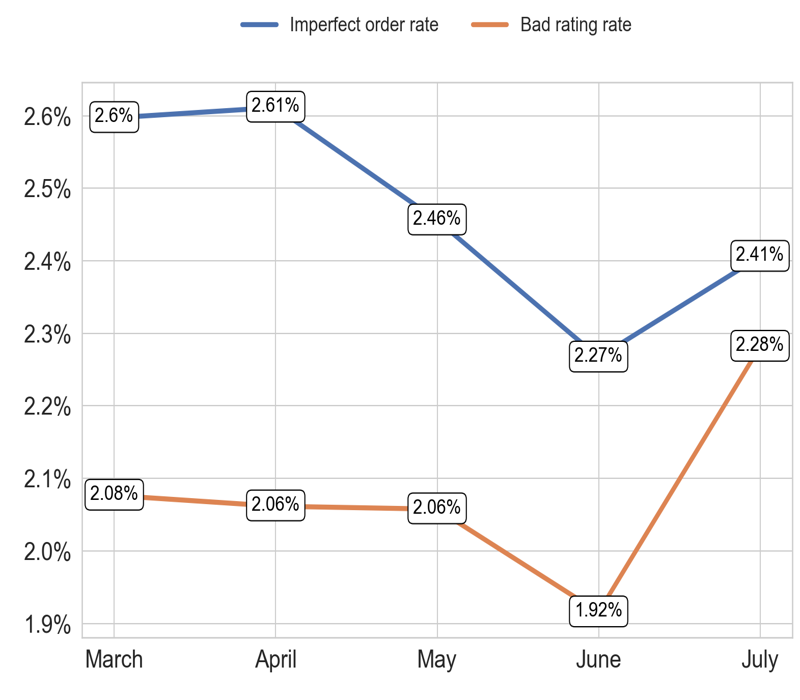 Imperfect order rate Bad rating rate
2.6%
2.5%
2.4%
2.3%
2.2%
2.1%
2.0%
1.9%
2.6% 2.61% 2.46% 2.27% 2.41%
2.08% 2.06% 2.06% 1.92% 2.28%
March April May June July